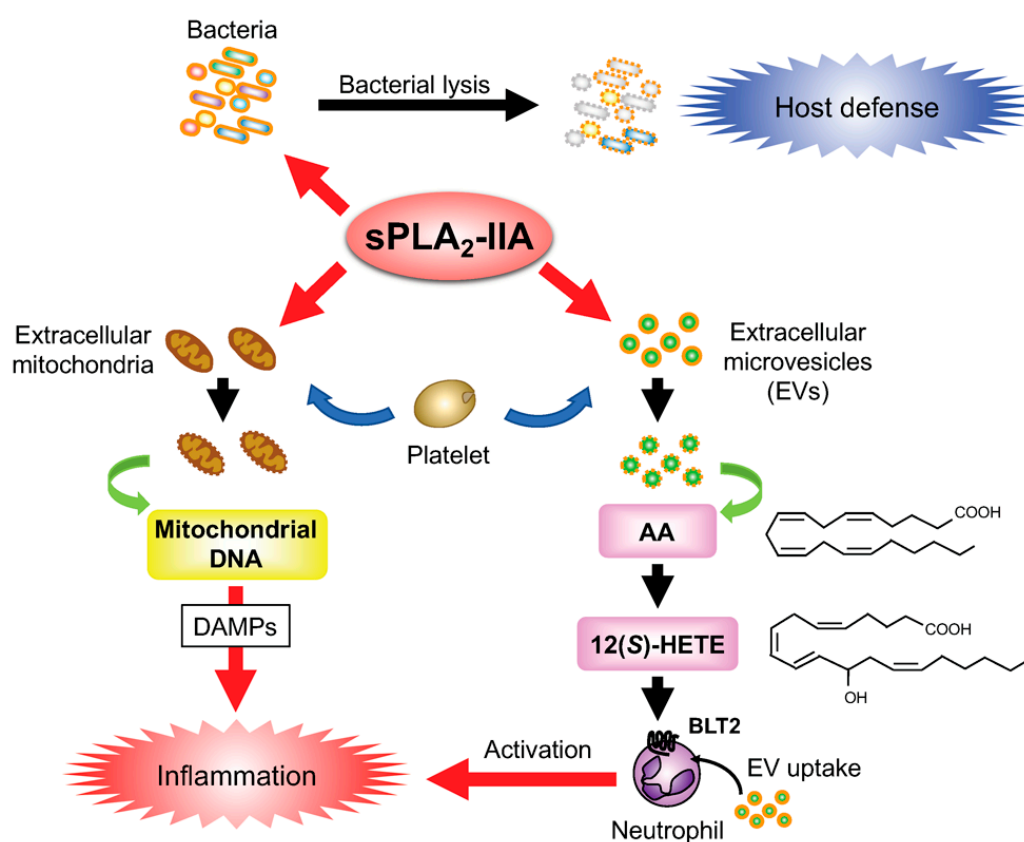 Bacteria
Bacterial lysis
Host defense
sPLA₂-IIA
Extracellular
mitochondria
Extracellular
microvesicles
(EVs)
Platelet
Mitochondrial
DNA
AA
COOH
DAMPs
12(S)-HETE
COOH
OH
BLT2
Inflammation
Activation
EV uptake
Neutrophil